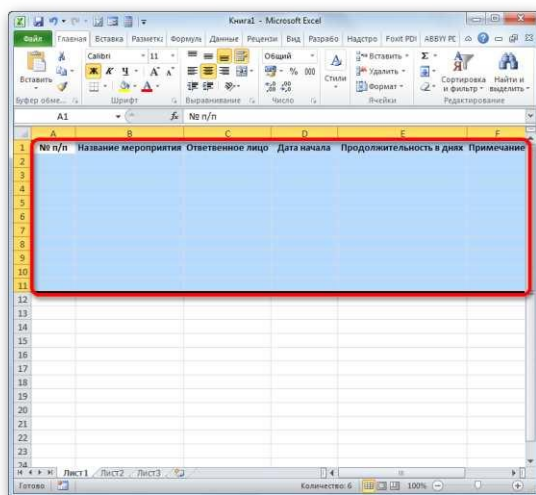 Книга1 - Microsoft Excel
Файл Главная Вставка Разметка Формулы Данные Рецензи Вид Разрабо Надстро Foxit PDI ABBYY PC
Calibri 11 Общий Вставить Σ
Вставить Ж К Ч А А % 000 Стили Удалить Сортировка Найти и
А Формат и фильтр выделить
Буфер обме... Шрифт Выравнивание Число Ячейки Редактирование
A1 fx № п/п
A B C D E F
1 № п/п Название мероприятия Ответственное лицо Дата начала Продолжительность в днях Примечание
2
3
4
5
6
7
8
9
10
11
12
13
14
15
16
17
18
19
20
21
22
23
24
Лист1 Лист2 Лист3
Готово Количество: 6 100%